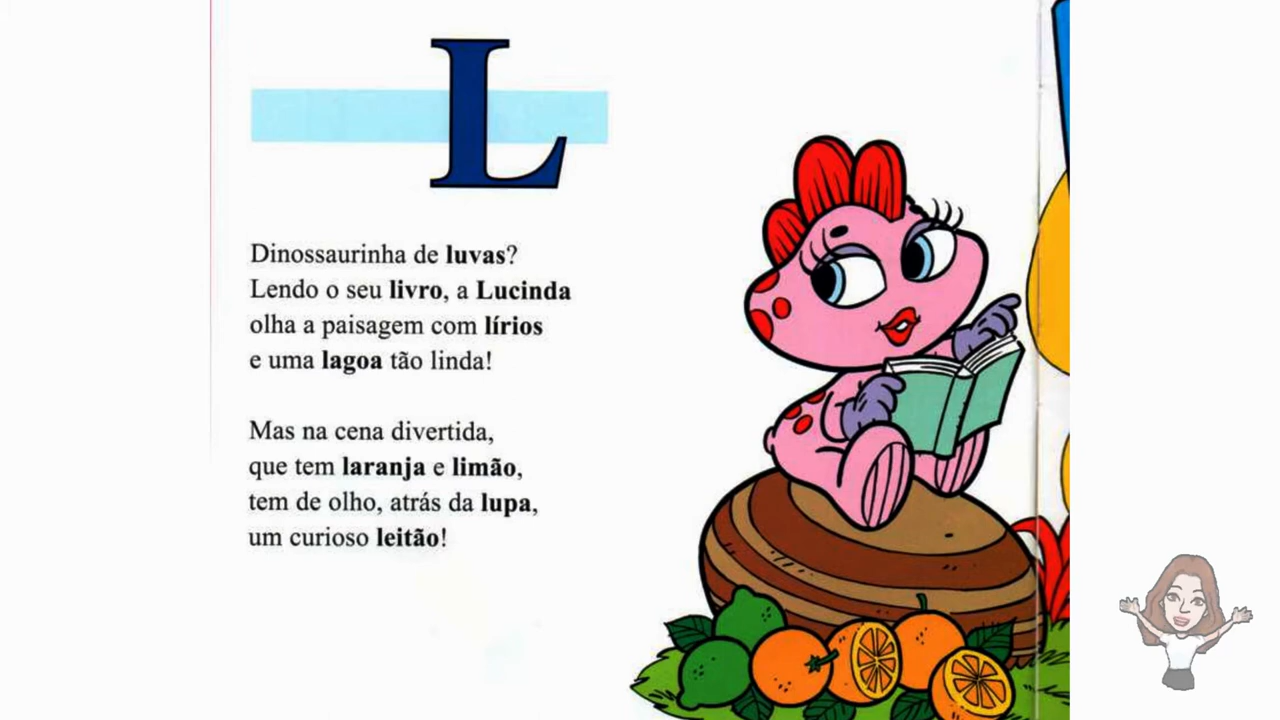 L
Dinossaurinha de luvas?
Lendo o seu livro, a Lucinda
olha a paisagem com lírios
e uma lagoa tão linda!
Mas na cena divertida,
que tem laranja e limão,
tem de olho, atrás da lupa,
um curioso leitão!